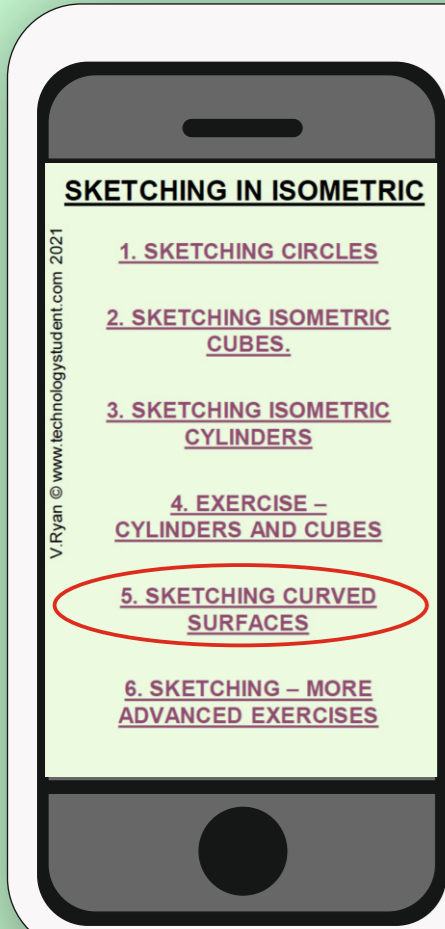 SKETCHING IN ISOMETRIC
V.Ryan © www.technologystudent.com 2021
1. SKETCHING CIRCLES
2. SKETCHING ISOMETRIC
CUBES.
3. SKETCHING ISOMETRIC
CYLINDERS
4. EXERCISE –
CYLINDERS AND CUBES
5. SKETCHING CURVED
SURFACES
6. SKETCHING – MORE
ADVANCED EXERCISES